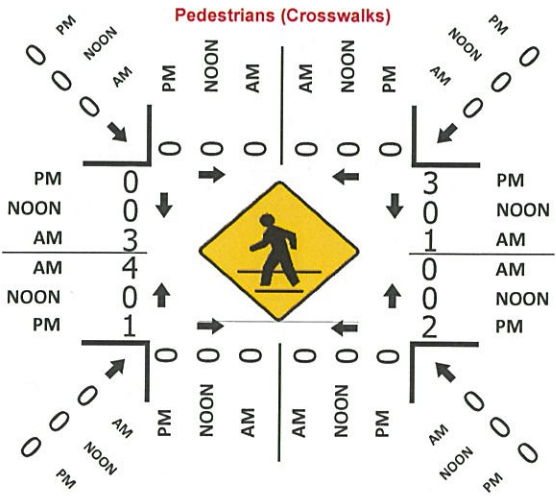 Pedestrians (Crosswalks)
0 PM
0 NOON
0 AM
PM NOON AM AM NOON PM
PM 0
NOON 0
AM 0
0 0 0 0 0 0
PM 0 3 PM
NOON 0 0 NOON
AM 3 1 AM
AM 4 0 AM
NOON 0 0 NOON
PM 1 2 PM
0 0 0 0 0 0
PM NOON AM AM NOON PM
0 AM
0 NOON
0 PM
AM 0
NOON 0
PM 0